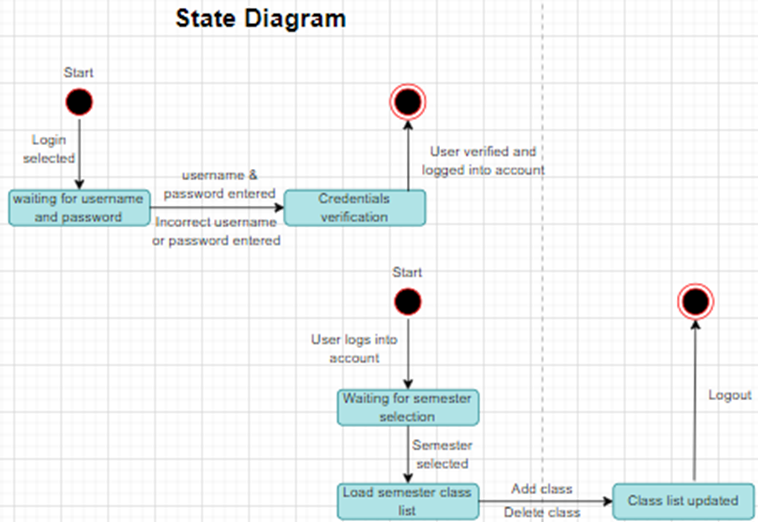 State Diagram
Start
Login
selected
waiting for username
and password
username &
password entered
Incorrect username
or password entered
Credentials
verification
User verified and
logged into account
Start
User logs into
account
Waiting for semester
selection
Semester
selected
Load semester class
list
Add class
Delete class
Class list updated
Logout